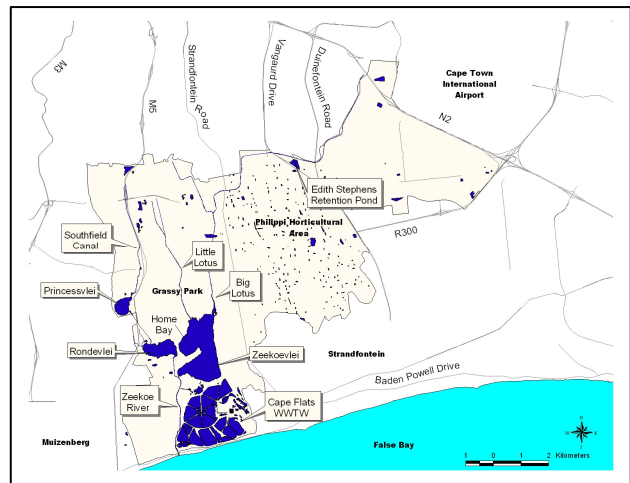 M3
M5
Strandfontein
Road
Vangaurd Drive
Duinefontein Road
Cape Town
International
Airport
N2
Edith Stephens
Retention Pond
Philippi Horticultural
Area
R300
Southfield
Canal
Little
Lotus
Big
Lotus
Princessvlei
Grassy Park
Home
Bay
Rondevlei
Zeekoevlei
Strandfontein
Baden Powell Drive
Zeekoe
River
Cape Flats
WWTW
Muizenberg
False Bay
1 0 1 2 Kilometers